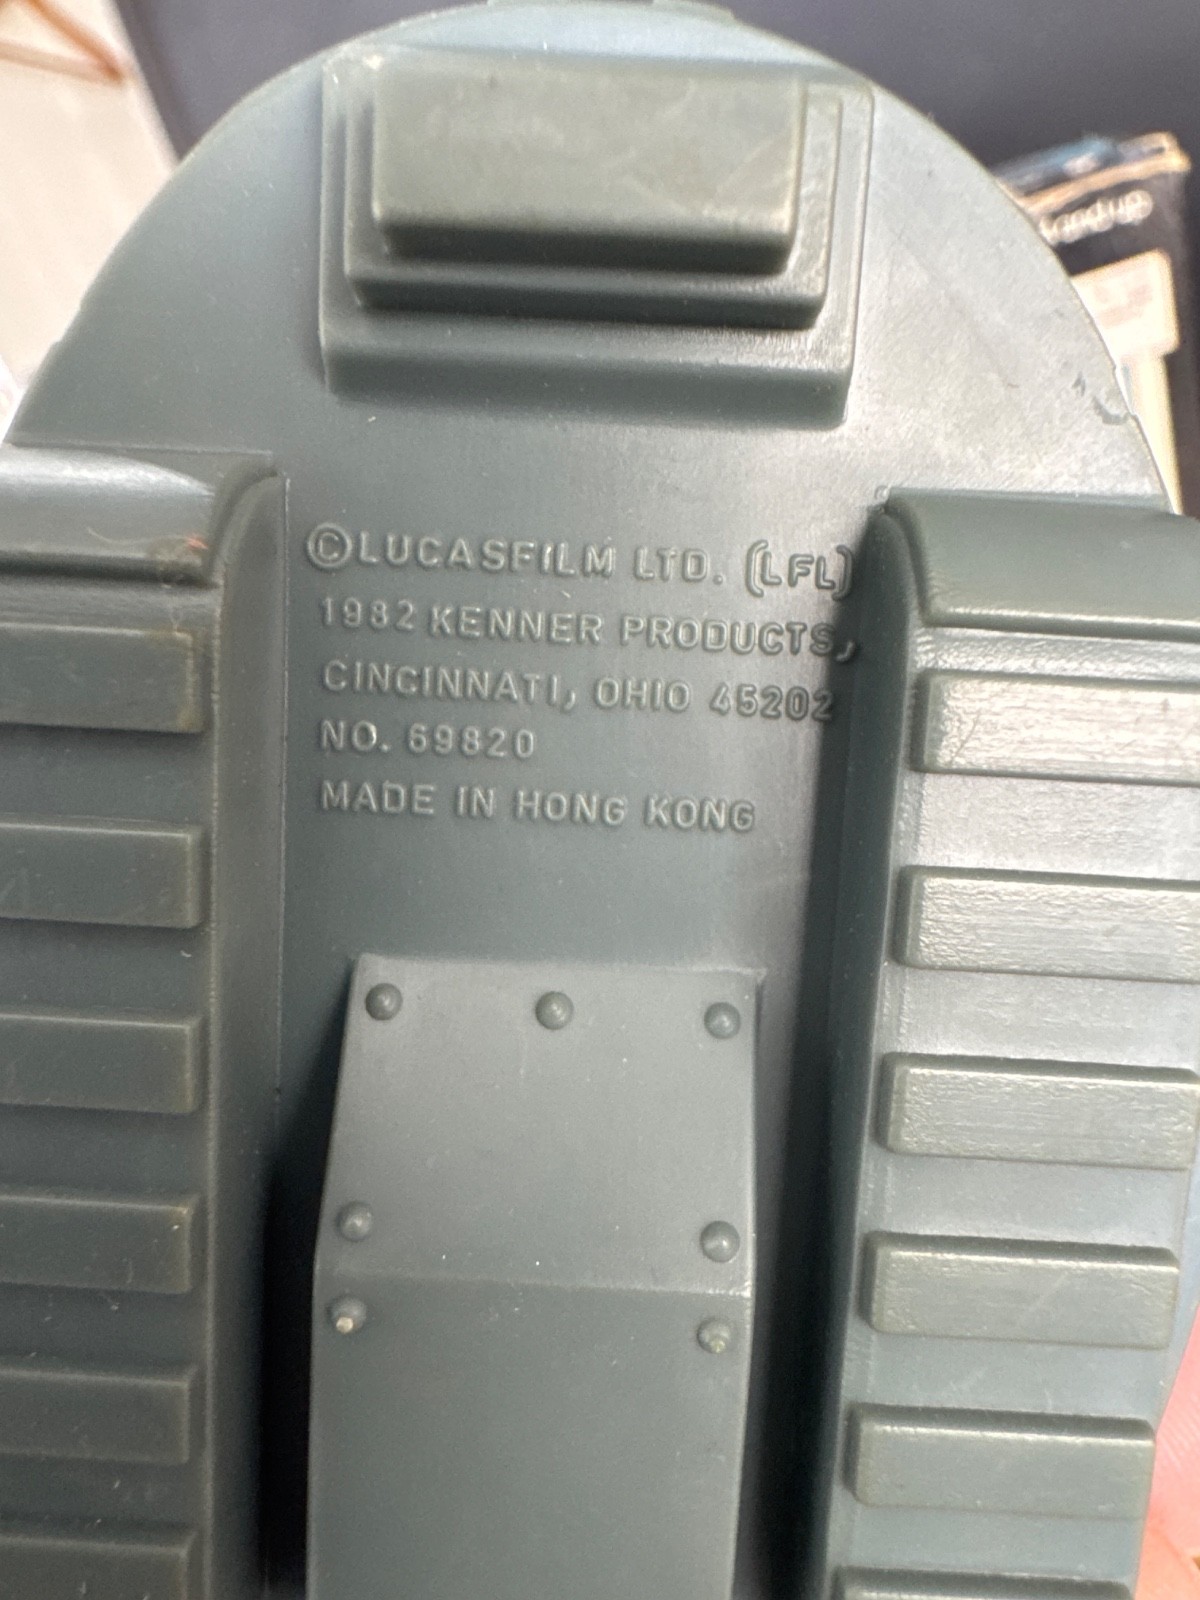 ©LUCASFILM LTD. (LFL)
1982 KENNER PRODUCTS,
CINCINNATI, OHIO 45202
NO. 69820
MADE IN HONG KONG